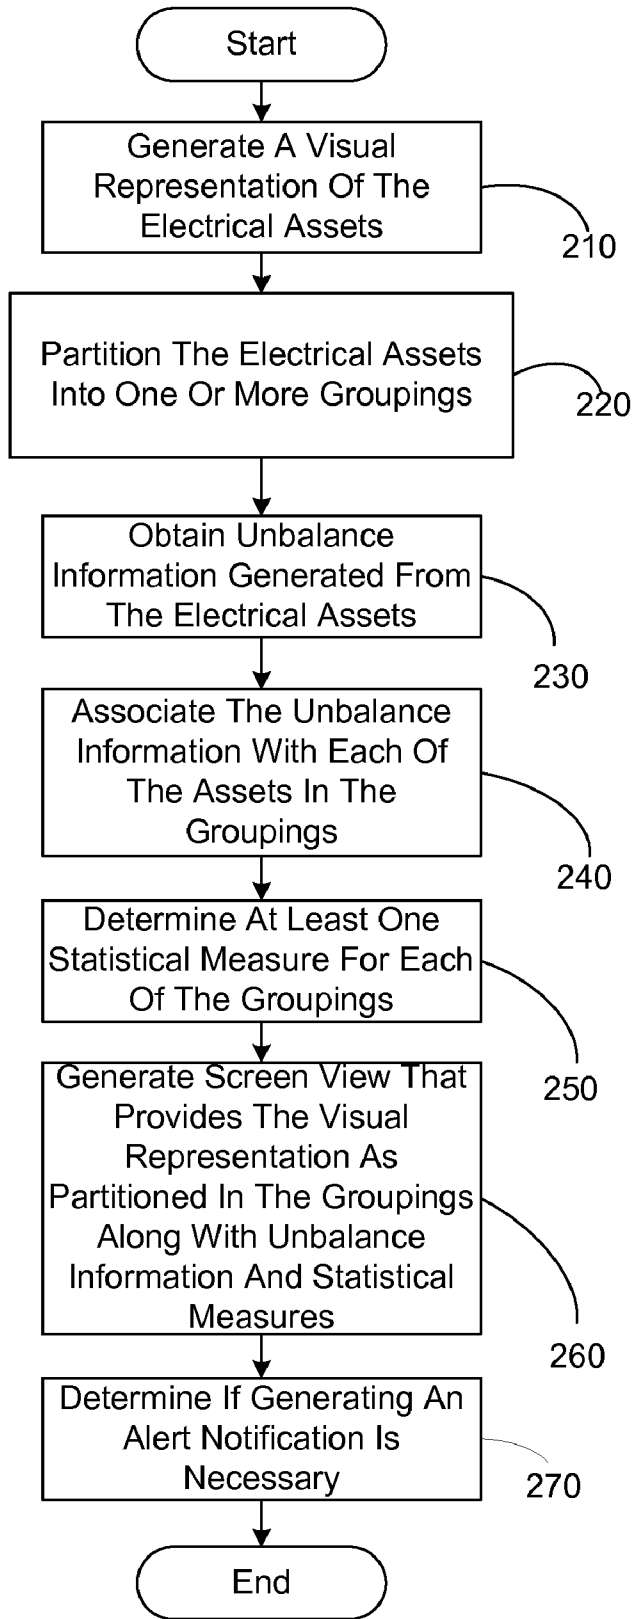 Start
Generate A Visual
Representation Of The
Electrical Assets
210
Partition The Electrical Assets
Into One Or More Groupings
220
Obtain Unbalance
Information Generated From
The Electrical Assets
230
Associate The Unbalance
Information With Each Of
The Assets In The
Groupings
240
Determine At Least One
Statistical Measure For Each
Of The Groupings
250
Generate Screen View That
Provides The Visual
Representation As
Partitioned In The Groupings
Along With Unbalance
Information And Statistical
Measures
260
Determine If Generating An
Alert Notification Is
Necessary
270
End